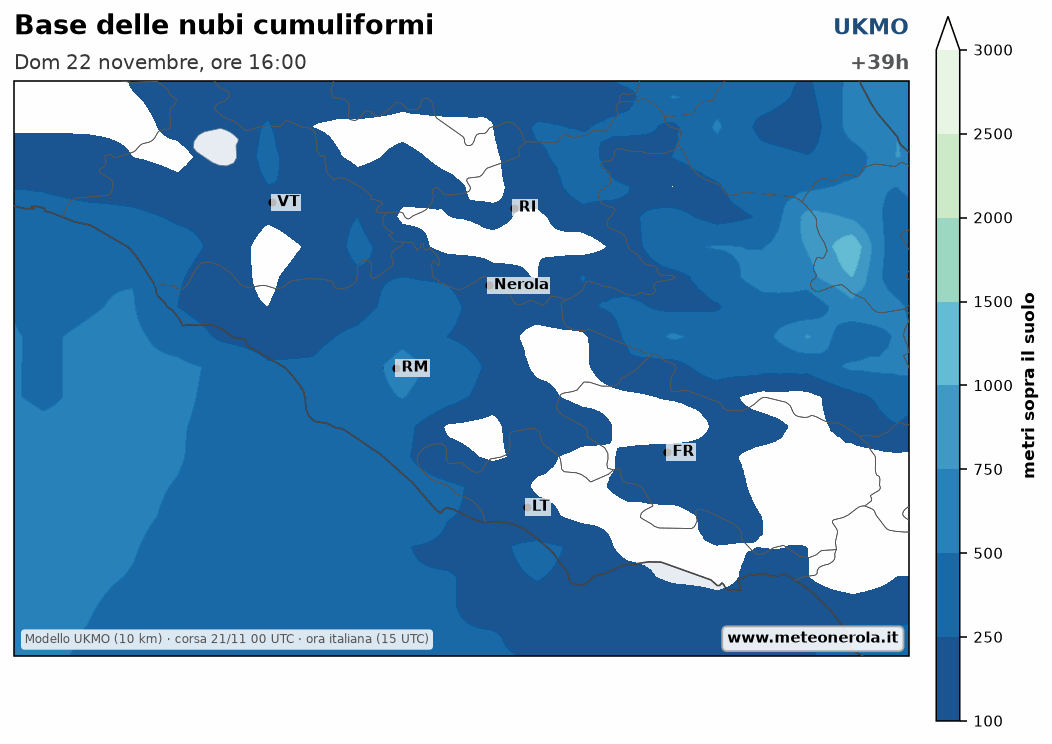 Base delle nubi cumuliformi
UKMO
Dom 22 novembre, ore 16:00
+39h
VT
RI
Nerola
RM
FR
LT
Modello UKMO (10 km) · corsa 21/11 00 UTC · ora italiana (15 UTC)
www.meteonerola.it
3000
2500
2000
1500
1000
750
500
250
100
metri sopra il suolo